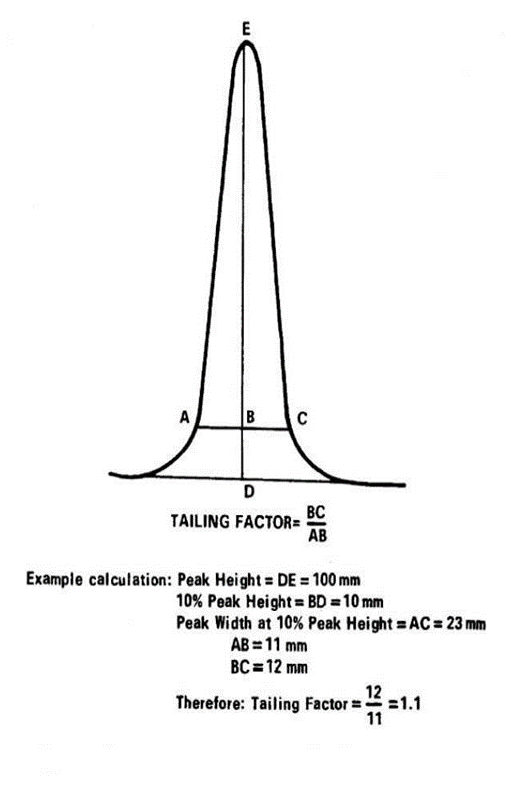 E
A B C
D
TAILING FACTOR= BC
AB
Example calculation: Peak Height = DE = 100 mm
10% Peak Height = BD = 10 mm
Peak Width at 10% Peak Height = AC = 23 mm
AB = 11 mm
BC = 12 mm
Therefore: Tailing Factor = 12 = 1.1
11